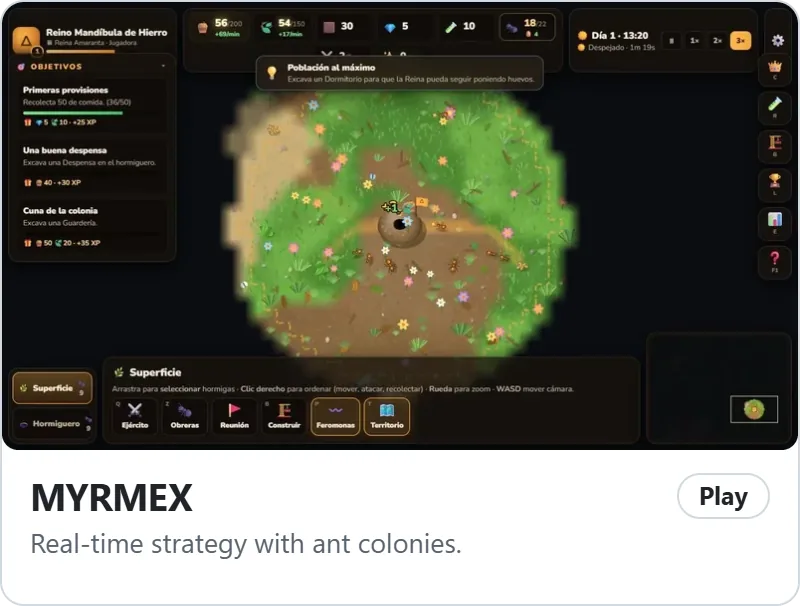 Reino Mandíbula de Hierro
Reina Amaranta · Jugadora
1
56/200
+69/min
54/150
+17/min
30
5
10
18/22
4
Día 1 · 13:20
Despejado · 1m 19s
1×
2×
3×
OBJETIVOS
Primeras provisiones
Recolecta 50 de comida. (36/50)
5 10 · +25 XP
Una buena despensa
Excava una Despensa en el hormiguero.
40 · +30 XP
Cuna de la colonia
Excava una Guardería.
50 20 · +35 XP
Población al máximo
Excava un Dormitorio para que la Reina pueda seguir poniendo huevos.
+1
C
R
B
L
E
?
F1
Superficie
9
Hormiguero
9
Superficie
Arrastra para seleccionar hormigas · Clic derecho para ordenar (mover, atacar, recolectar) · Rueda para zoom · WASD mover cámara.
Q
Ejército
Obreras
Reunión
Construir
P
Feromonas
T
Territorio
MYRMEX
Play
Real-time strategy with ant colonies.